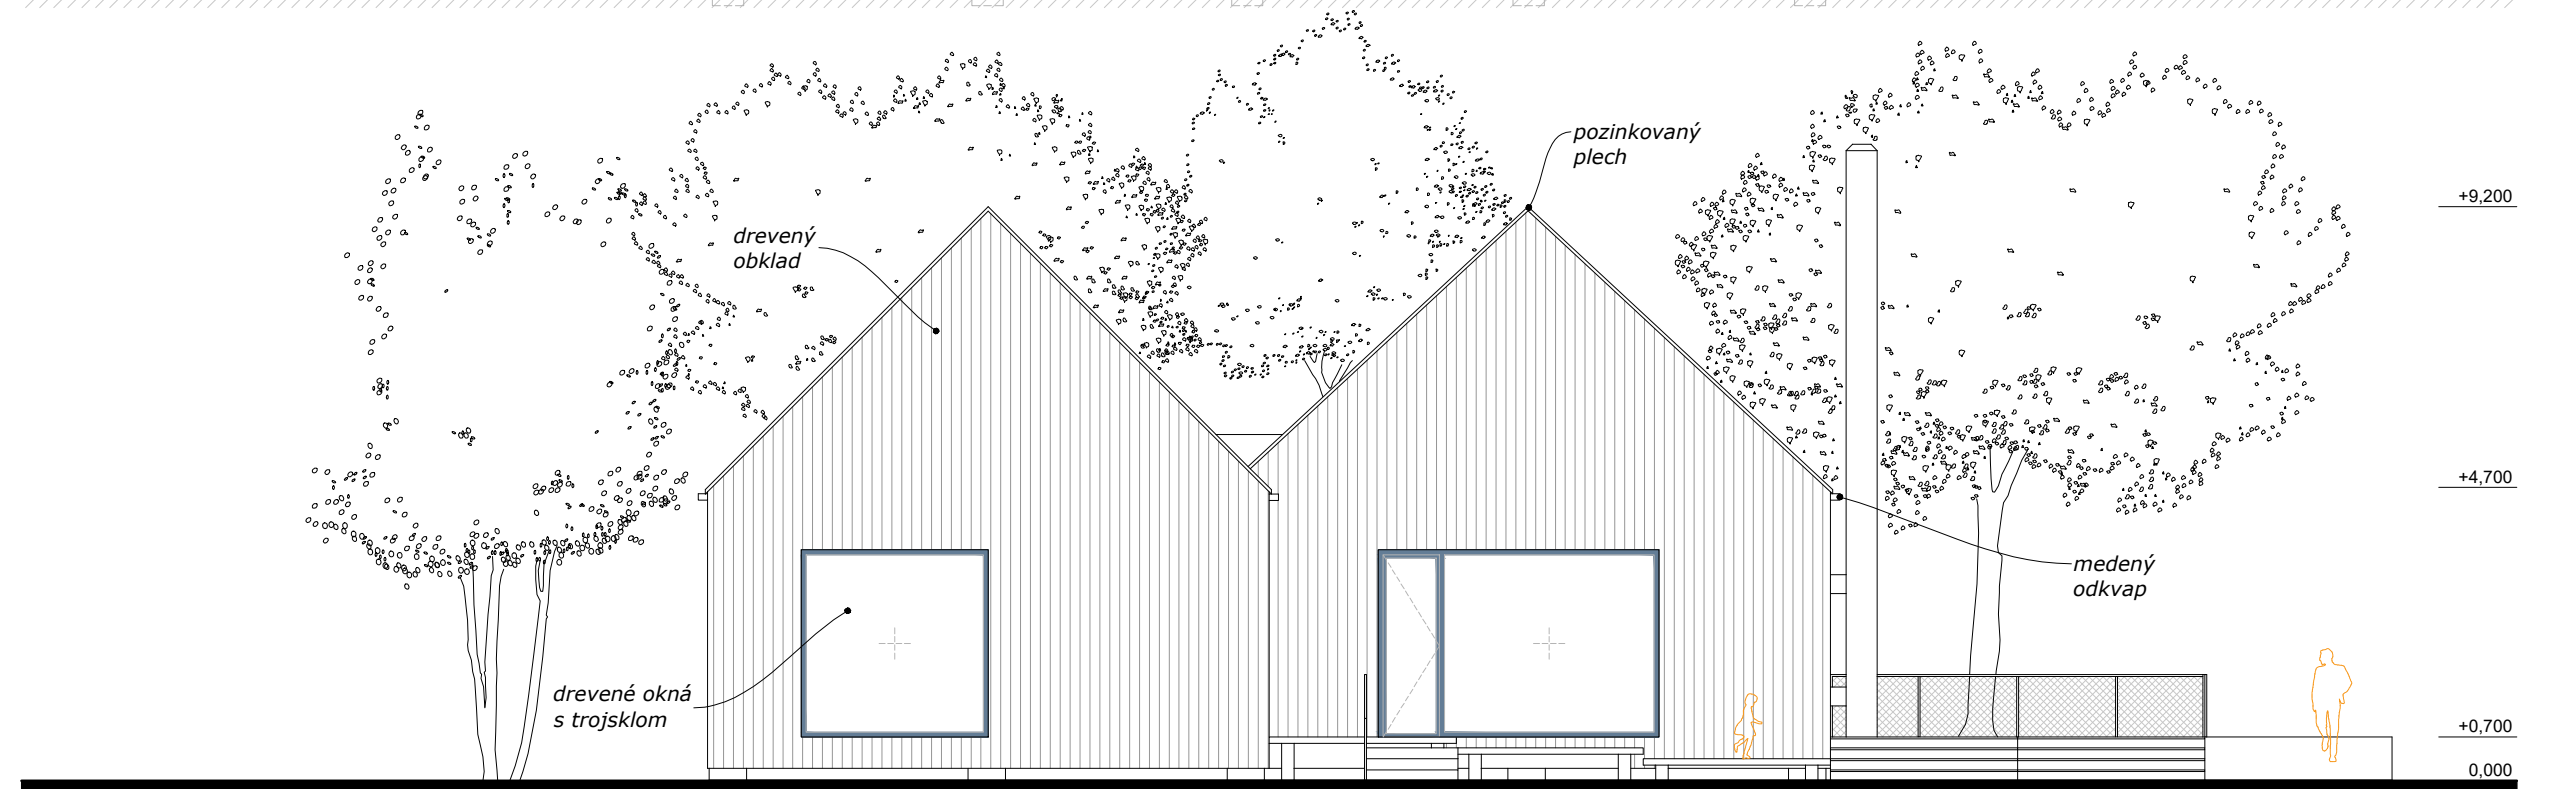 pozinkovaný
plech
+9,200
drevený
obklad
+4,700
medený
odkvap
drevené okná
s trojsklom
+0,700
0,000